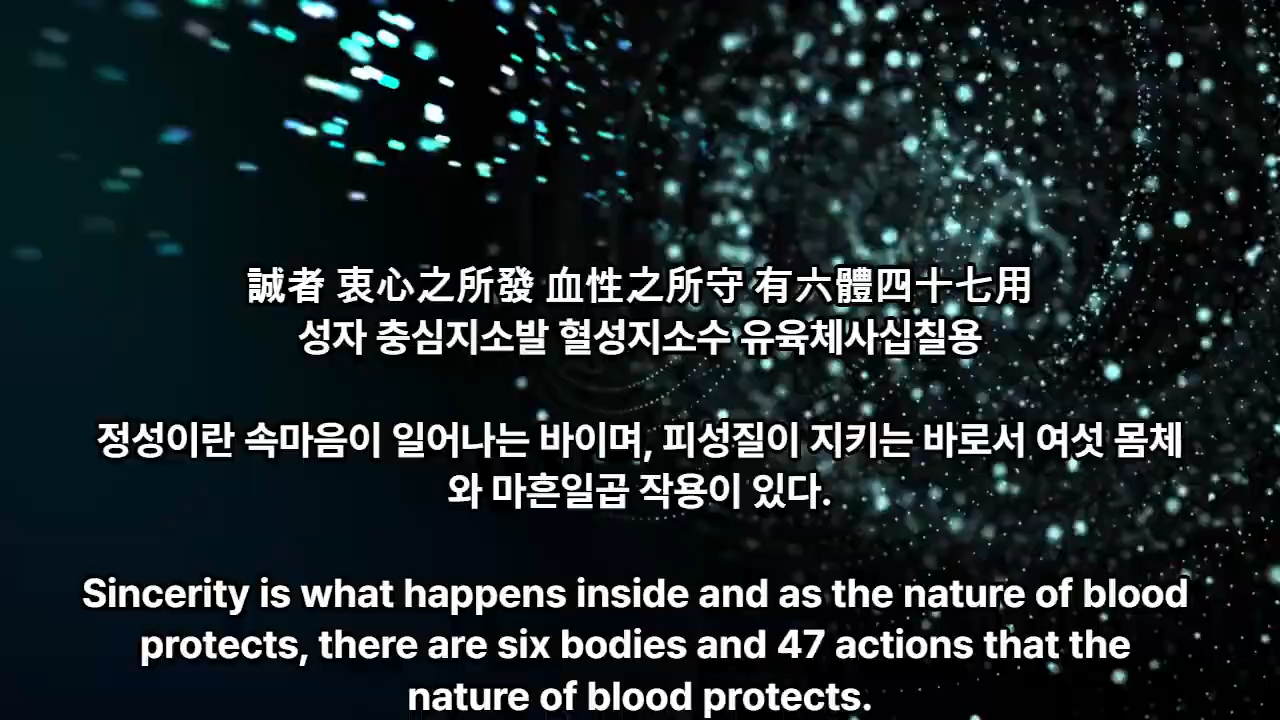 誠者 衷心之所發 血性之所守 有六體四十七用
성자 충심지소발 혈성지소수 유육체사십칠용
정성이란 속마음이 일어나는 바이며, 피성질이 지키는 바로서 여섯 몸체
와 마흔일곱 작용이 있다.
Sincerity is what happens inside and as the nature of blood
protects, there are six bodies and 47 actions that the
nature of blood protects.